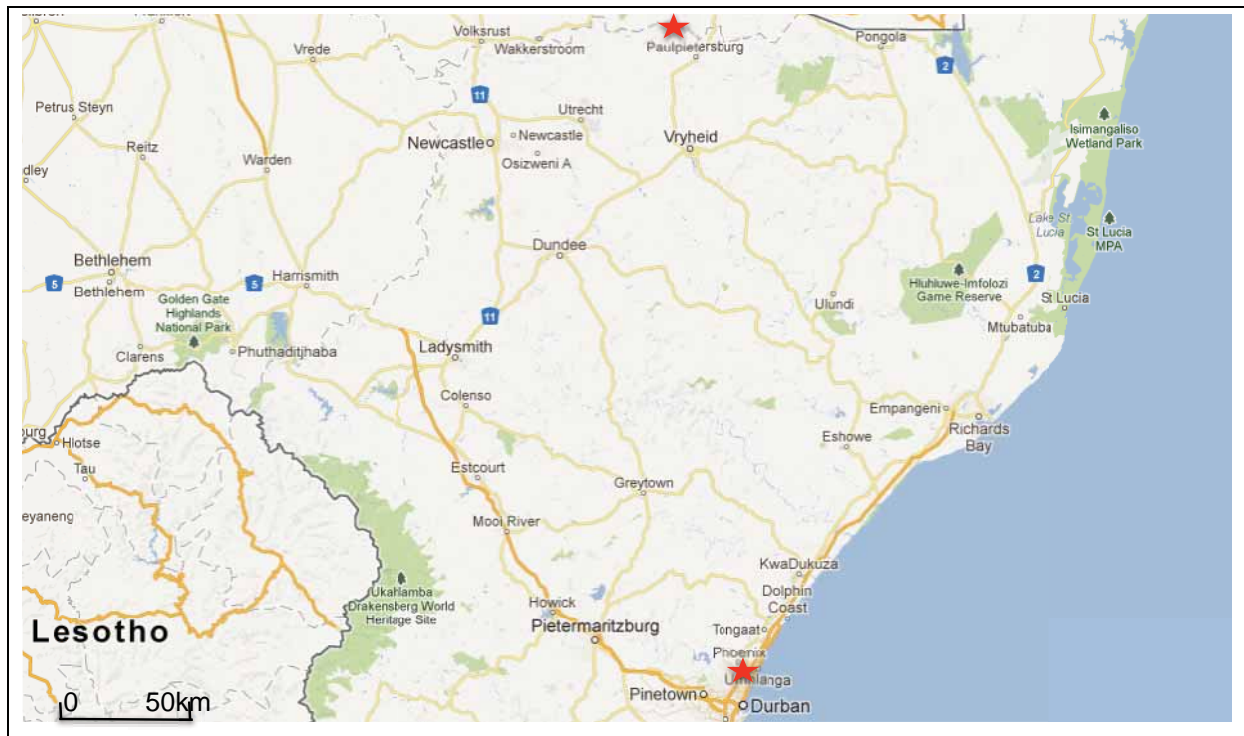 Volksrust
Wakkerstroom
Vrede
Paulpietersburg
Pongola
2
11
Petrus Steyn
Utrecht
Isimangaliso
Wetland Park
Reitz
Newcastle
Newcastle
Vryheid
Warden
Osizweni A
dley
Lake St
Lucia
St Lucia
MPA
Dundee
Bethlehem
Bethlehem
5
5
Harrismith
2
Hluhluwe-Imfolozi
Game Reserve
Golden Gate
Highlands
National Park
Ulundi
St Lucia
11
Mtubatuba
Clarens
Phuthaditjhaba
Ladysmith
Colenso
Empangeni
Richards
Bay
Eshowe
burg
Hlotse
Tau
Estcourt
Greytown
eyaneng
Mooi River
KwaDukuza
Dolphin
Coast
Ukahlamba
Drakensberg World
Heritage Site
Howick
Pietermaritzburg
Tongaat
Lesotho
Phoenix
Umhlanga
Pinetown
Durban
0 50km